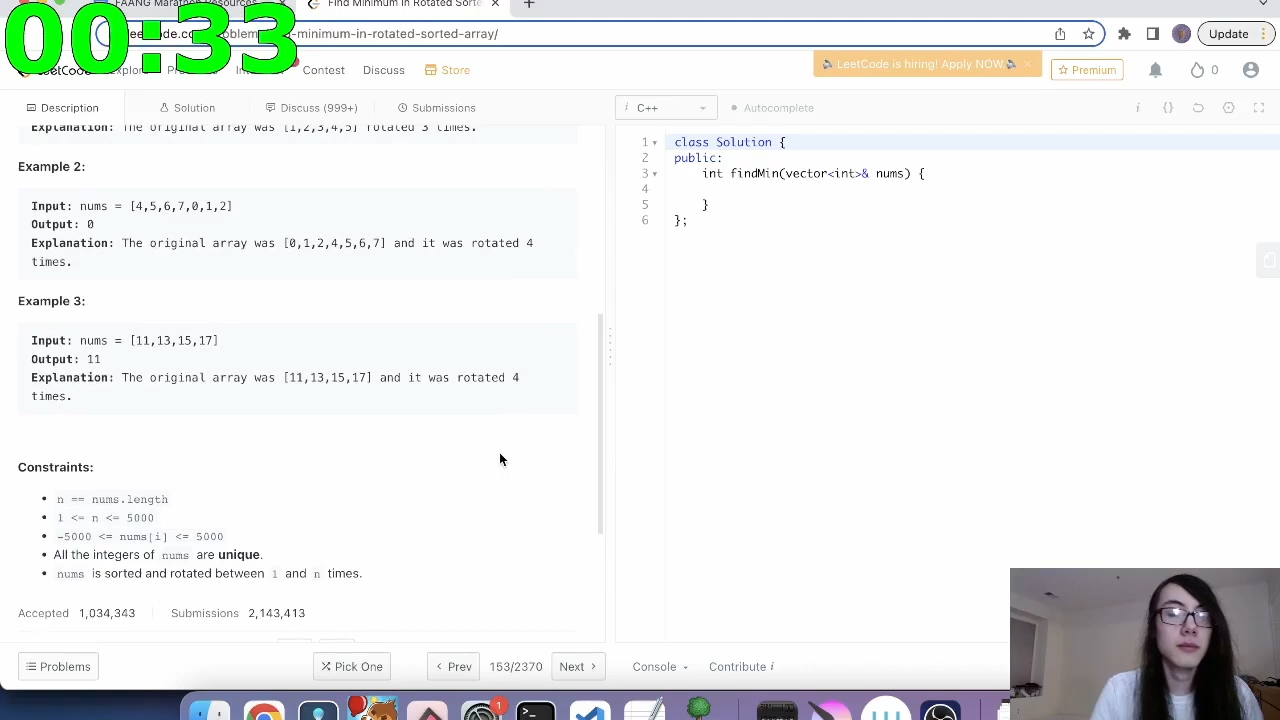 FAANG Marathon Resources
Find Minimum in Rotated Sorte
00:33
-minimum-in-rotated-sorted-array/
Update
Contest
Discuss
Store
LeetCode is hiring! Apply NOW.
Premium
0
Description
Solution
Discuss (999+)
Submissions
i C++
Autocomplete
Explanation: The original array was [1,2,3,4,5] rotated 3 times.
Example 2:
Input: nums = [4,5,6,7,0,1,2]
Output: 0
Explanation: The original array was [0,1,2,4,5,6,7] and it was rotated 4
times.
Example 3:
Input: nums = [11,13,15,17]
Output: 11
Explanation: The original array was [11,13,15,17] and it was rotated 4
times.
Constraints:
n == nums.length
1 <= n <= 5000
-5000 <= nums[i] <= 5000
All the integers of nums are unique.
nums is sorted and rotated between 1 and n times.
Accepted 1,034,343 Submissions 2,143,413
1 class Solution {
2 public:
3 int findMin(vector<int>& nums) {
4
5 }
6 };
Problems
Pick One
Prev
153/2370
Next
Console
Contribute i
1